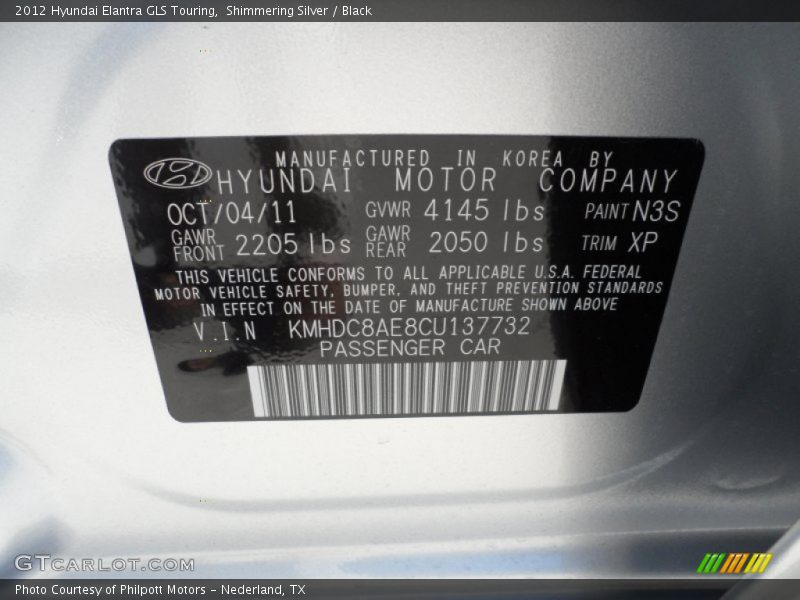 2012 Hyundai Elantra GLS Touring,  Shimmering Silver / Black
MANUFACTURED IN KOREA BY
HYUNDAI MOTOR COMPANY
OCT/04/11 GVWR 4145 lbs PAINT N3S
GAWR FRONT 2205 lbs GAWR REAR 2050 lbs TRIM XP
THIS VEHICLE CONFORMS TO ALL APPLICABLE U.S.A. FEDERAL
MOTOR VEHICLE SAFETY, BUMPER, AND THEFT PREVENTION STANDARDS
IN EFFECT ON THE DATE OF MANUFACTURE SHOWN ABOVE
V.I.N KMHDC8AE8CU137732
PASSENGER CAR
GTCARLOT.COM
Photo Courtesy of Philpott Motors – Nederland, TX